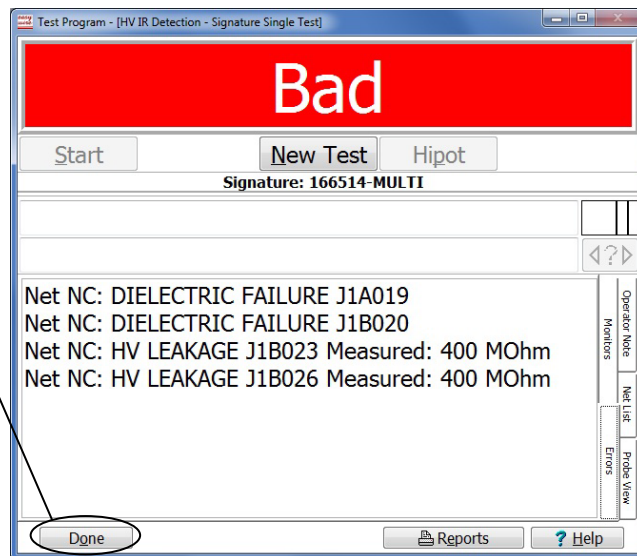 Test Program - [HV IR Detection - Signature Single Test]
Bad
Start New Test Hipot
Signature: 166514-MULTI
?
Net NC: DIELECTRIC FAILURE J1A019
Net NC: DIELECTRIC FAILURE J1B020
Net NC: HV LEAKAGE J1B023 Measured: 400 MOhm
Net NC: HV LEAKAGE J1B026 Measured: 400 MOhm
Operator Note
Monitors
Net List
Errors
Probe View
Done Reports ? Help